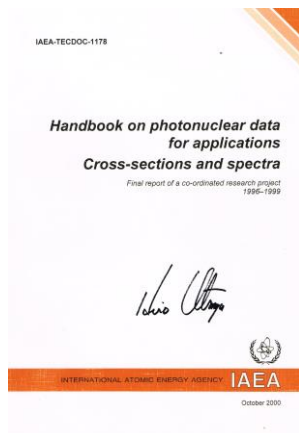 IAEA-TECDOC-1178
Handbook on photonuclear data
for applications
Cross-sections and spectra
Final report of a co-ordinated research project
1996–1999
INTERNATIONAL ATOMIC ENERGY AGENCY IAEA
October 2000